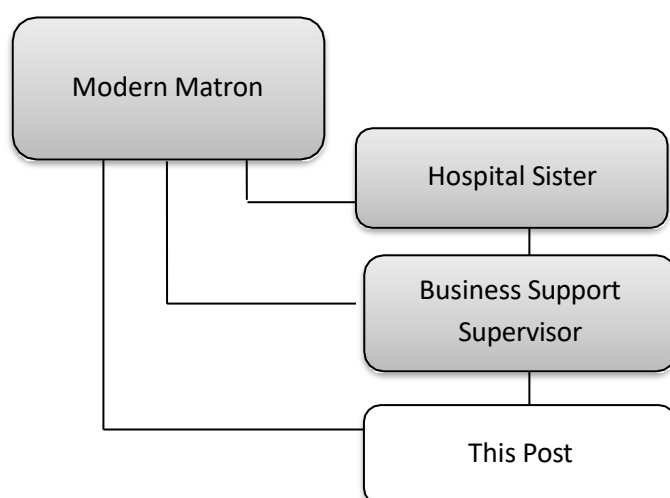 Modern Matron
Hospital Sister
Business Support
Supervisor
This Post